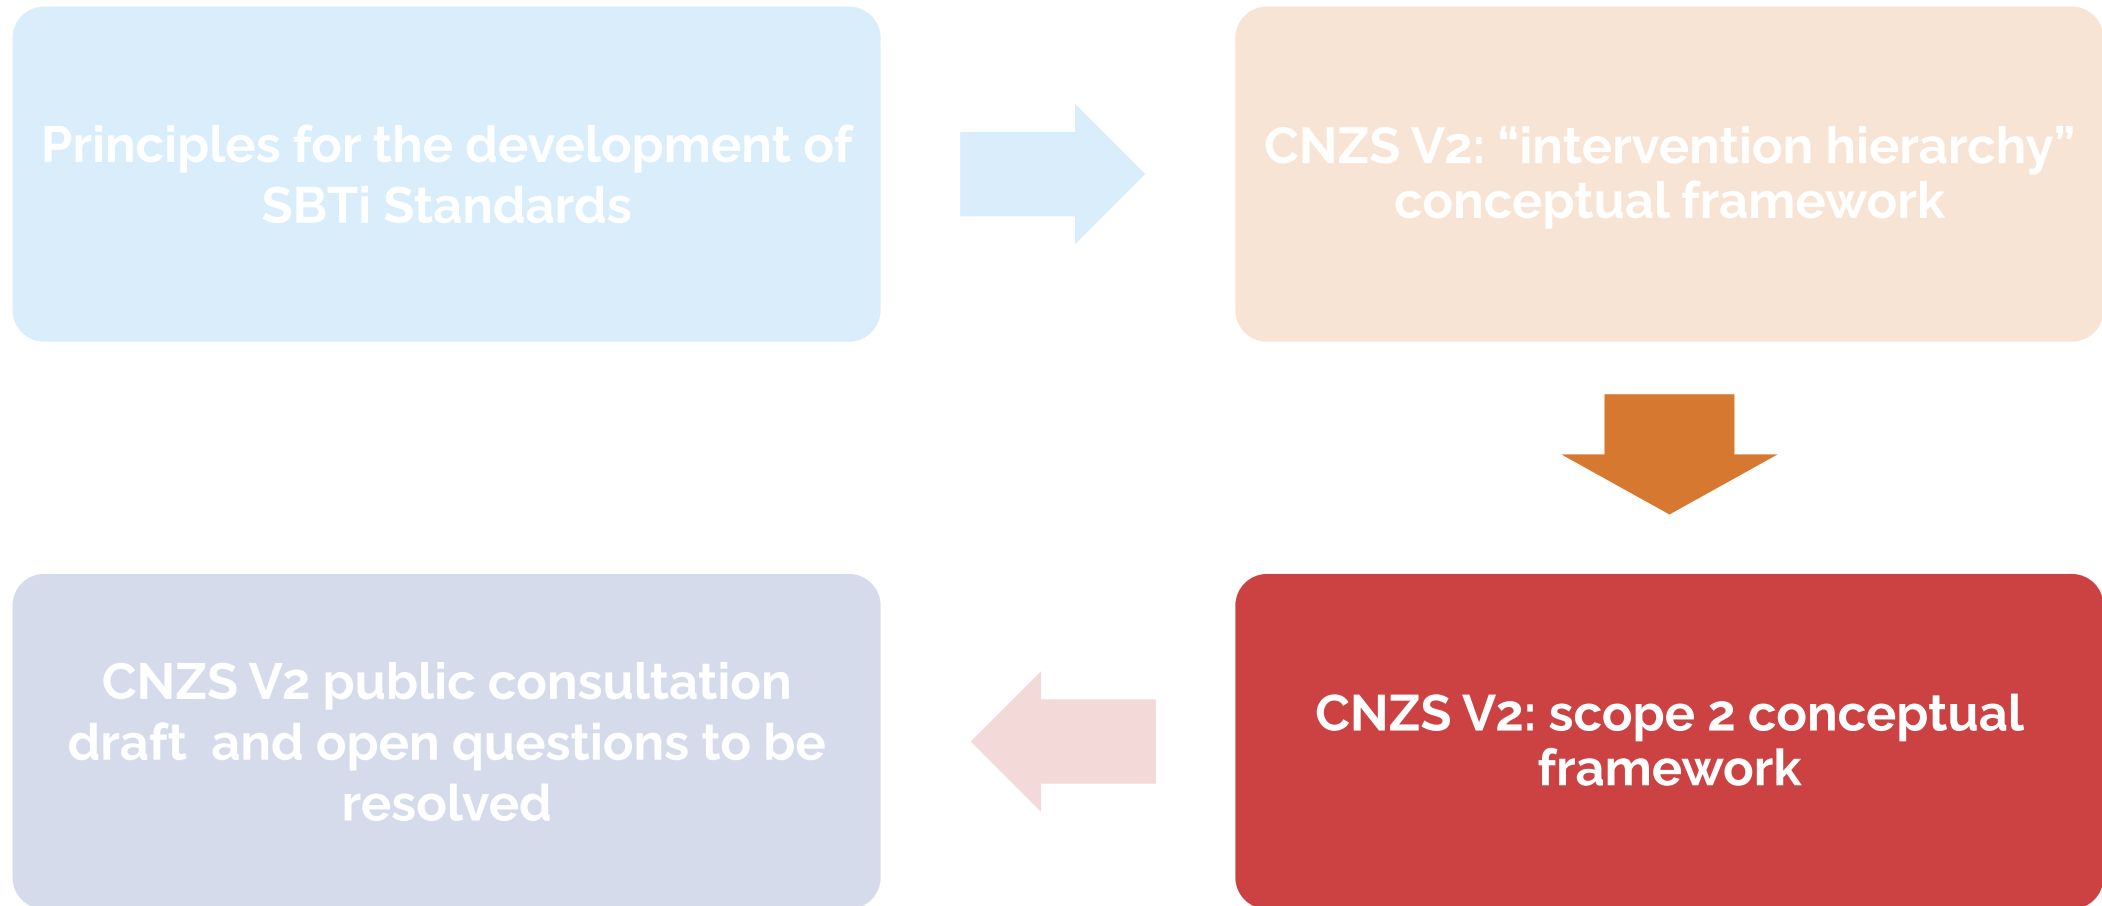 Principles for the development of
SBTi Standards
CNZS V2: “intervention hierarchy”
conceptual framework
CNZS V2: scope 2 conceptual
framework
CNZS V2 public consultation
draft  and open questions to be
resolved